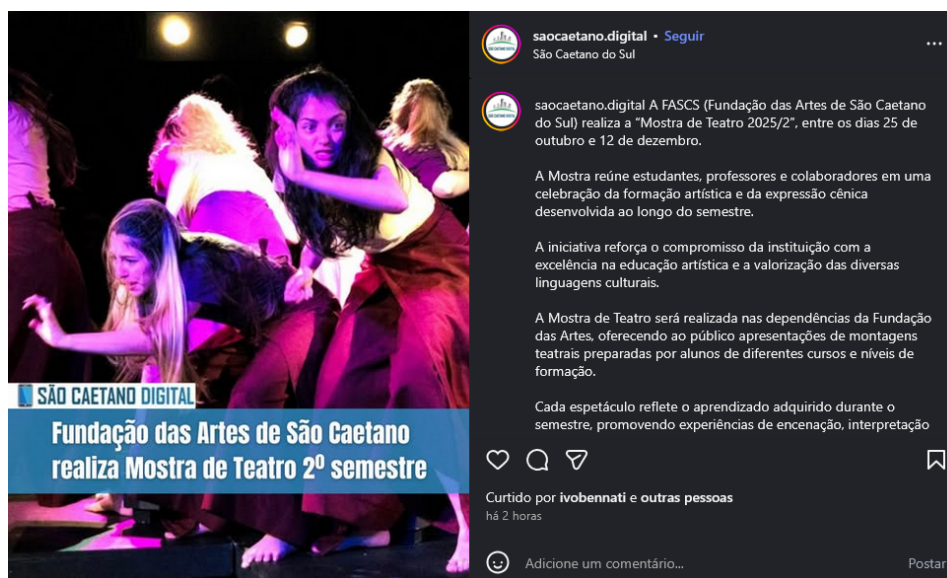 SÃO CAETANO DIGITAL
Fundação das Artes de São Caetano
realiza Mostra de Teatro 2º semestre
saocaetano.digital • Seguir
São Caetano do Sul
saocaetano.digital A FASCS (Fundação das Artes de São Caetano
do Sul) realiza a "Mostra de Teatro 2025/2", entre os dias 25 de
outubro e 12 de dezembro.
A Mostra reúne estudantes, professores e colaboradores em uma
celebração da formação artística e da expressão cênica
desenvolvida ao longo do semestre.
A iniciativa reforça o compromisso da instituição com a
excelência na educação artística e a valorização das diversas
linguagens culturais.
A Mostra de Teatro será realizada nas dependências da Fundação
das Artes, oferecendo ao público apresentações de montagens
teatrais preparadas por alunos de diferentes cursos e níveis de
formação.
Cada espetáculo reflete o aprendizado adquirido durante o
semestre, promovendo experiências de encenação, interpretação
Curtido por ivobennati e outras pessoas
há 2 horas
Adicione um comentário...
Postar